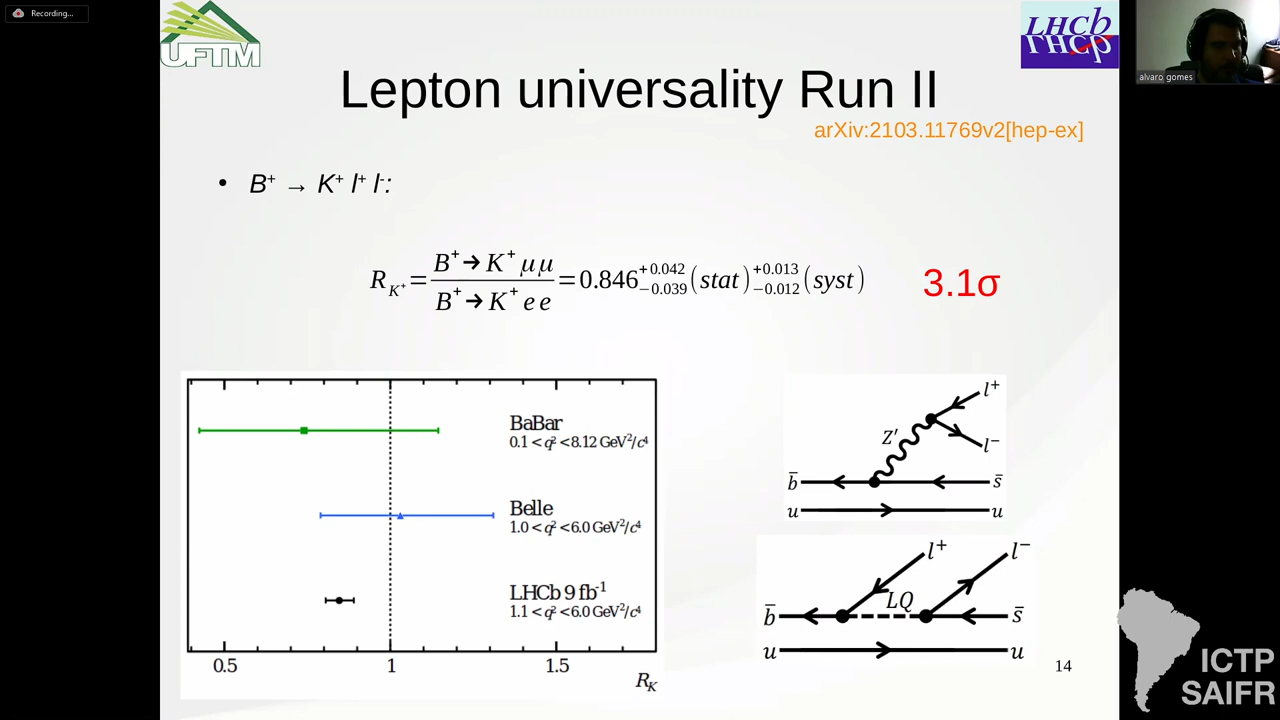 Recording...
UFTM
LHCb
LHCb
alvaro gomes
Lepton universality Run II
arXiv:2103.11769v2[hep-ex]
• B⁺ → K⁺ l⁺ l⁻:
R_{K⁺} = (B⁺ → K⁺ μ μ) / (B⁺ → K⁺ e e) = 0.846 +0.042 −0.039 (stat) +0.013 −0.012 (syst)
3.1σ
BaBar
0.1 < q² < 8.12 GeV²/c⁴
Belle
1.0 < q² < 6.0 GeV²/c⁴
LHCb 9 fb⁻¹
1.1 < q² < 6.0 GeV²/c⁴
0.5 1 1.5
R_K
l⁺
Z′
l⁻
b̄ s̄
u u
l⁺ l⁻
LQ
b̄ s̄
u u
14
ICTP
SAIFR